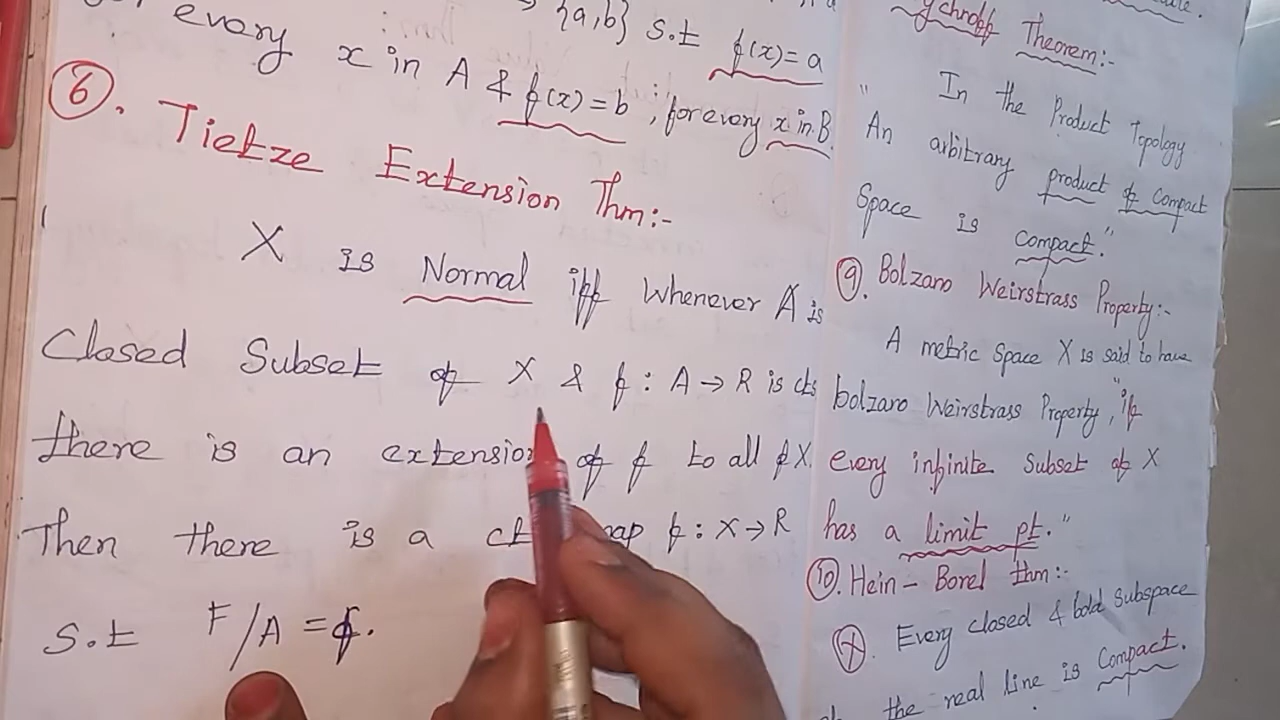 {a,b} s.t f(x)=a
every x in A & f(x)=b, for every x in B.
⑥. Tietze Extension Thm:-
X is Normal iff Whenever A is
Closed Subset of X & f: A→R is cts
there is an extension of f to all of X.
Then there is a map f: X→R
S.t F/A = f.
Theorem:-
" In the Product Topology
An arbitrary product of Compact
Space is Compact."
⑨. Bolzano Weirstrass Property:-
A metric space X is said to have
bolzano Weirstrass Property, "if
every infinite Subset of X
has a limit pt."
⑩. Hein-Borel thm:-
Every closed & bdd subspace
the real line is Compact.